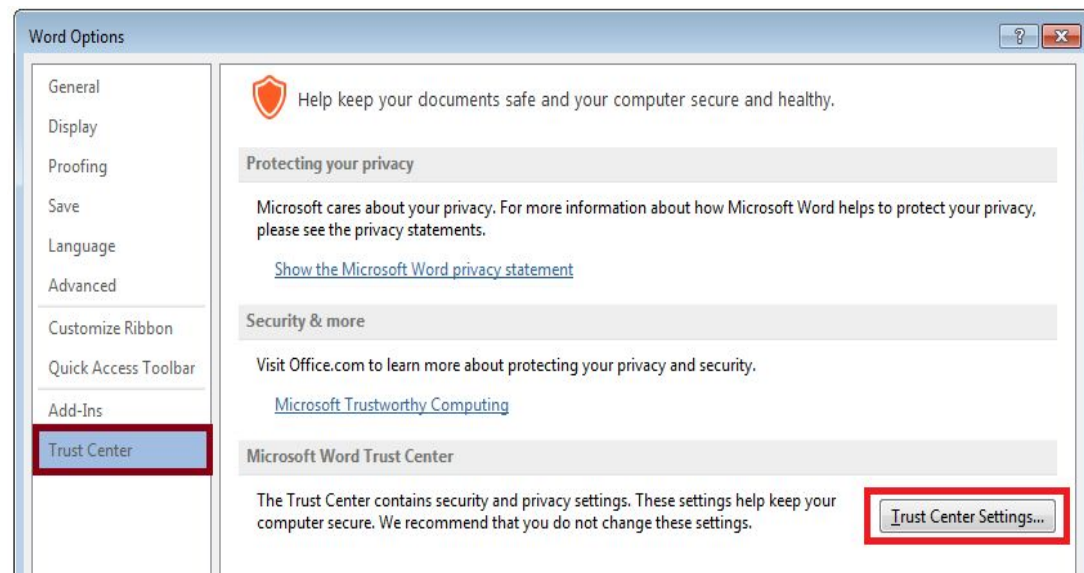 Word Options
General
Display
Proofing
Save
Language
Advanced
Customize Ribbon
Quick Access Toolbar
Add-Ins
Trust Center
Help keep your documents safe and your computer secure and healthy.
Protecting your privacy
Microsoft cares about your privacy. For more information about how Microsoft Word helps to protect your privacy,
please see the privacy statements.
Show the Microsoft Word privacy statement
Security & more
Visit Office.com to learn more about protecting your privacy and security.
Microsoft Trustworthy Computing
Microsoft Word Trust Center
The Trust Center contains security and privacy settings. These settings help keep your
computer secure. We recommend that you do not change these settings.
Trust Center Settings...